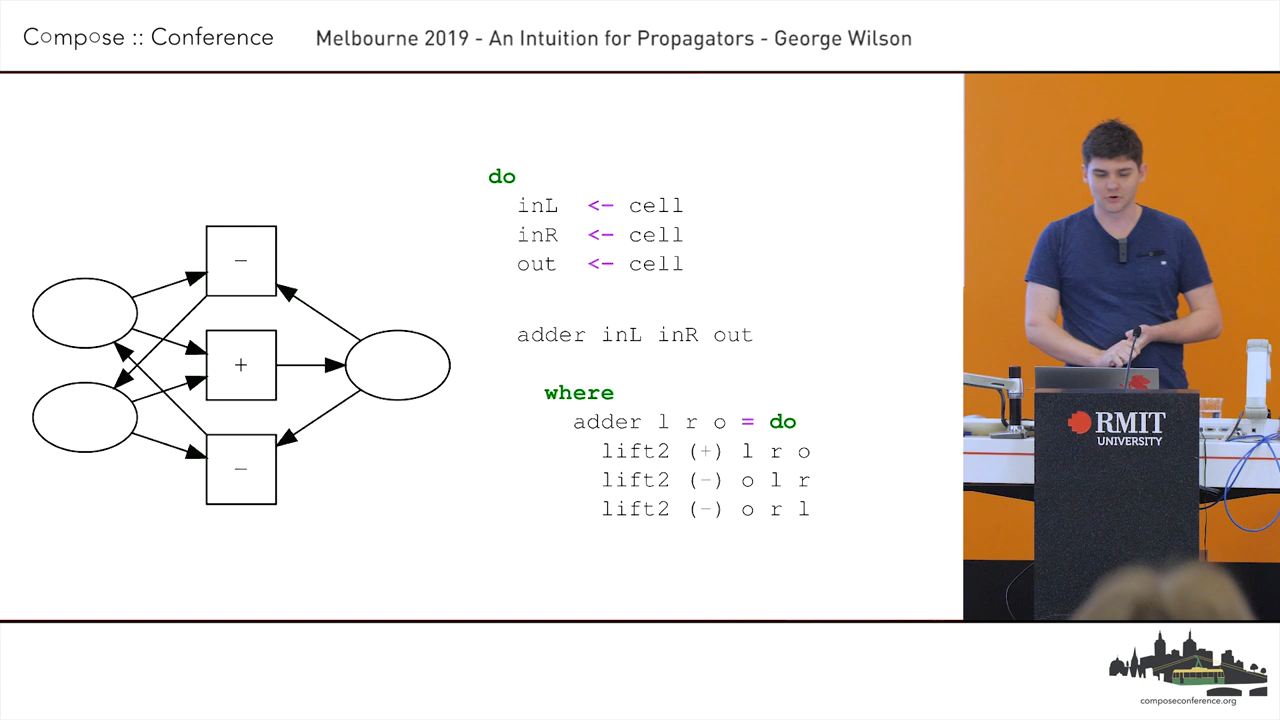 Compose :: Conference
Melbourne 2019 - An Intuition for Propagators - George Wilson
−
+
−
do
inL <- cell
inR <- cell
out <- cell
adder inL inR out
where
adder l r o = do
lift2 (+) l r o
lift2 (-) o l r
lift2 (-) o r l
RMIT
UNIVERSITY
composeconference.org